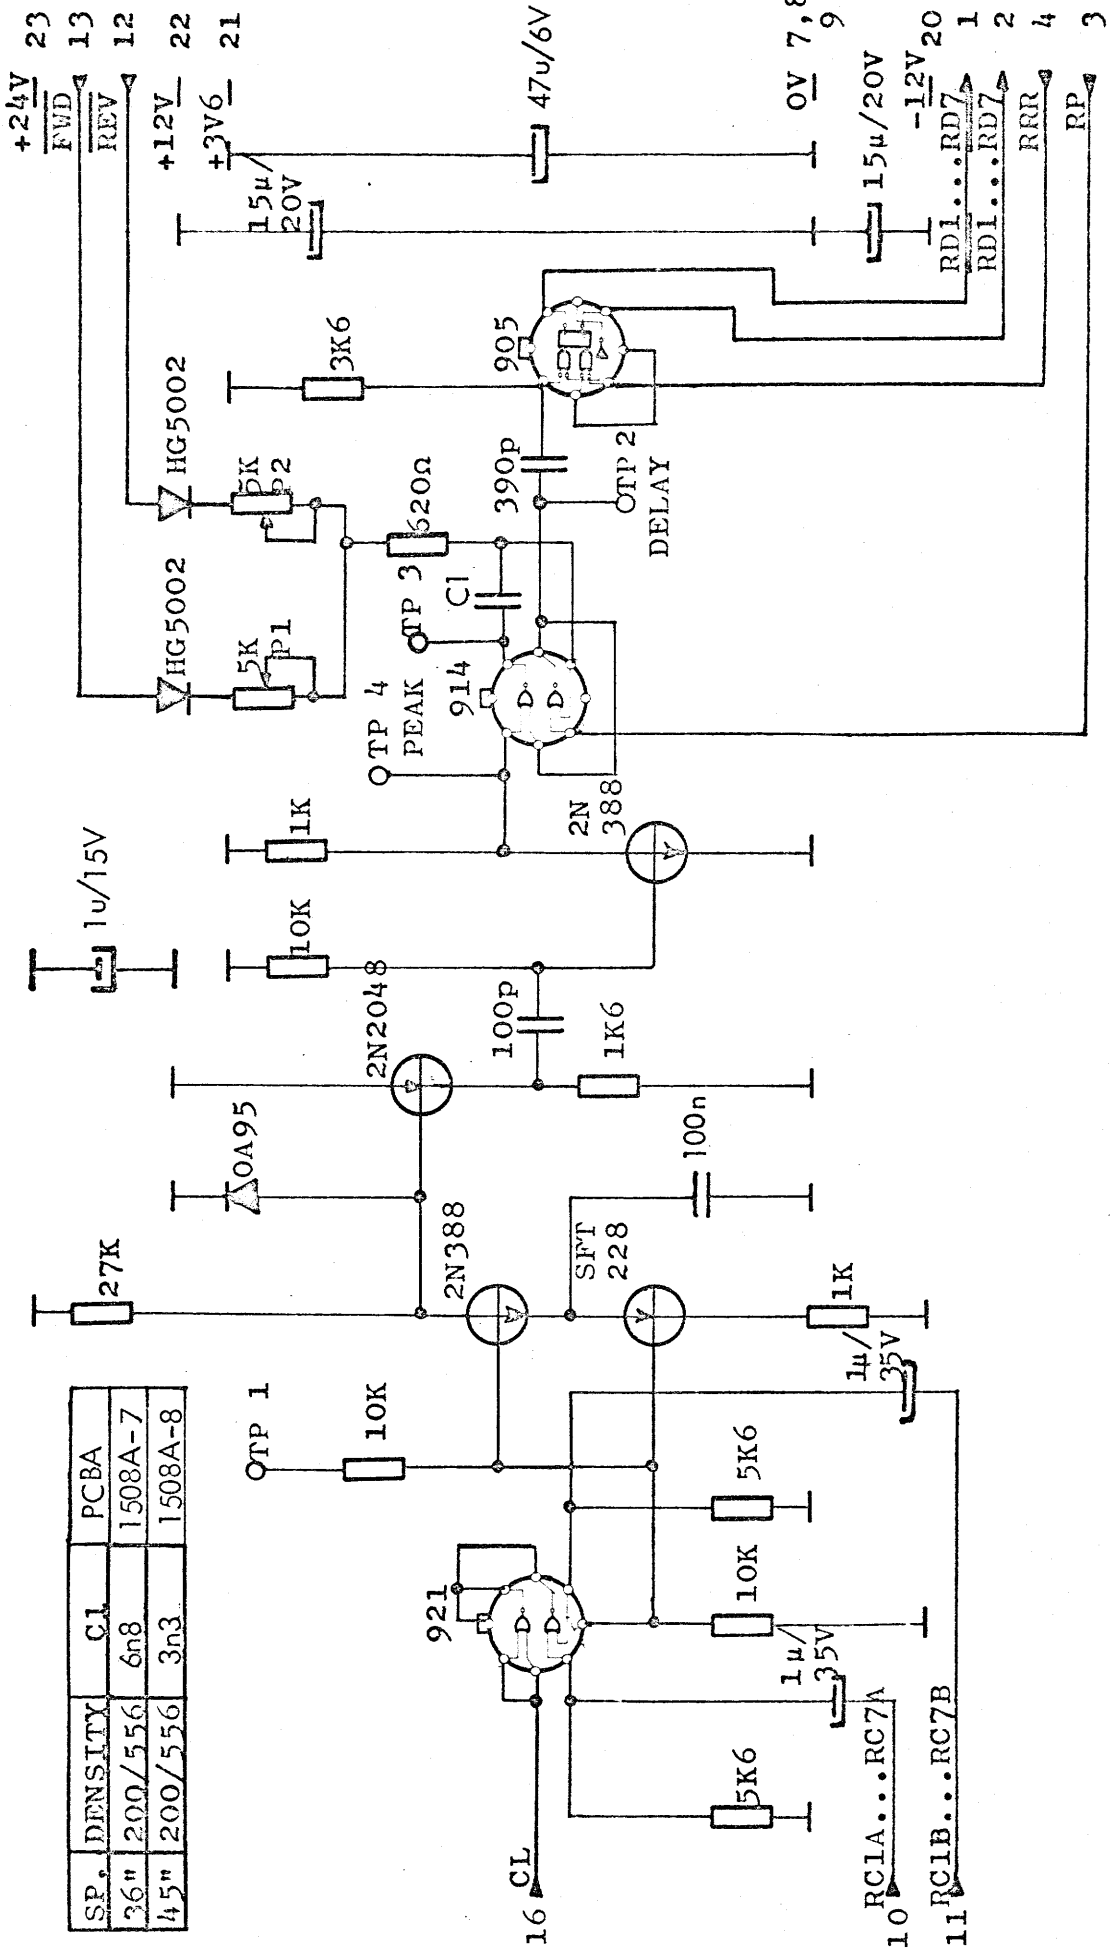 SP. DENSITY C1 PCBA
36" 200/556 6n8 1508A-7
45" 200/556 3n3 1508A-8
1u/15V
+24V 23
FWD 13
REV 12
+12V 22
+3V6 21
27K
OA95
2N2048
10K
1K
HG5002
HG5002
5K
P1
5K
P2
3K6
15µ/
20V
47u/6V
TP 1
10K
2N388
SFT
228
100n
100p
1K6
2N
388
TP 4
PEAK
TP 3
C1
620Ω
914
390p
TP 2
DELAY
905
0V 7,8
9
15µ/20V
-12V 20
RD1...RD7 1
RD1...RD7 2
RRR 4
RP 3
921
16 CL
5K6
10K
5K6
1K
1µ/
35V
1µ/
35V
10 RC1A...RC7A
11 RC1B...RC7B